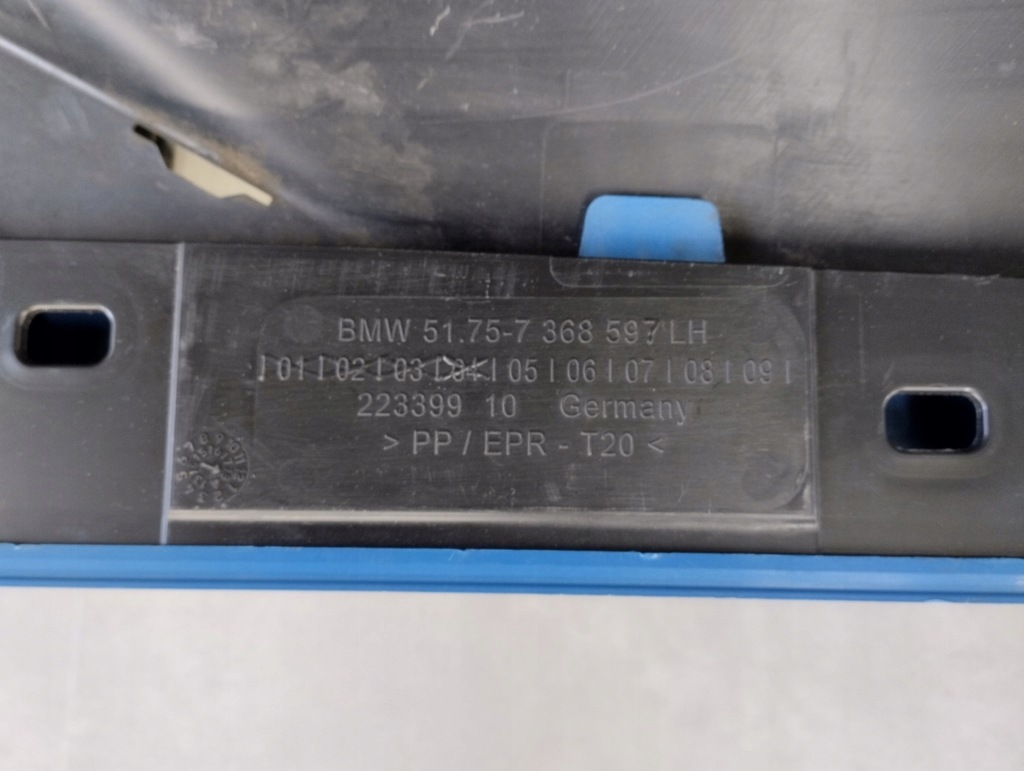 BMW 51.75-7 368 597 LH
| 01 | 02 | 03 | 04 | 05 | 06 | 07 | 08 | 09 |
223399 10 Germany
> PP / EPR - T20 <